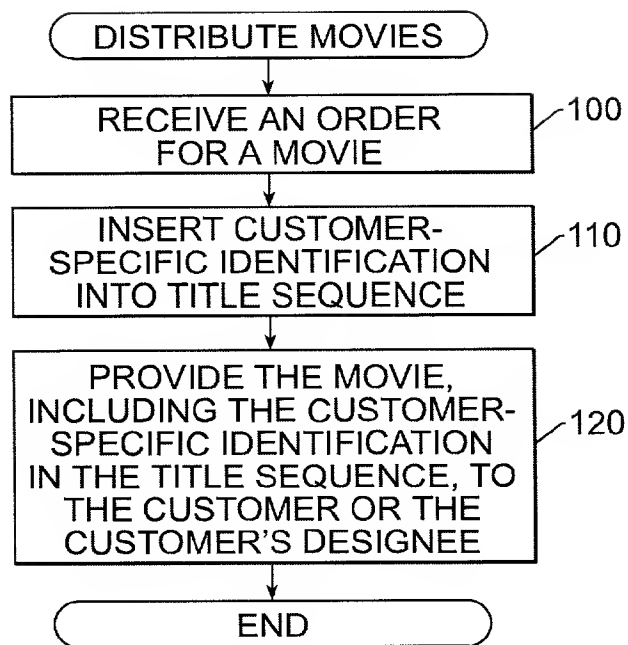 DISTRIBUTE MOVIES
RECEIVE AN ORDER
FOR A MOVIE
100
INSERT CUSTOMER-
SPECIFIC IDENTIFICATION
INTO TITLE SEQUENCE
110
PROVIDE THE MOVIE,
INCLUDING THE CUSTOMER-
SPECIFIC IDENTIFICATION
IN THE TITLE SEQUENCE, TO
THE CUSTOMER OR THE
CUSTOMER'S DESIGNEE
120
END